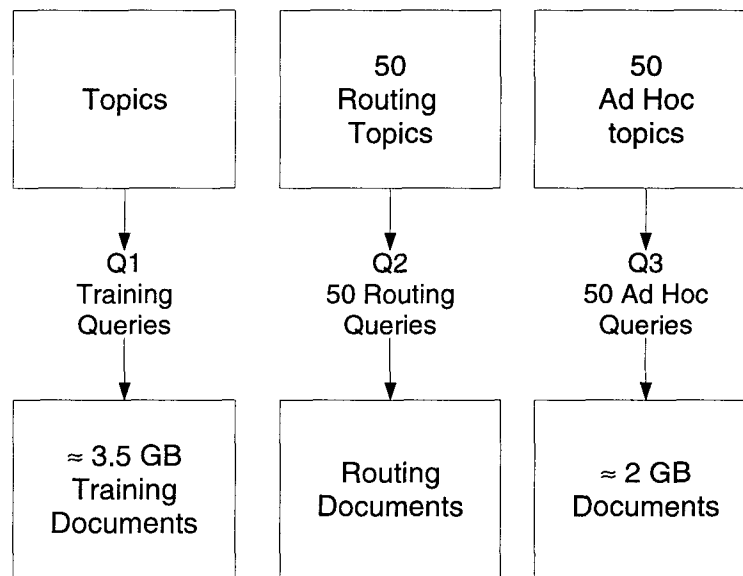 Topics
50
Routing
Topics
50
Ad Hoc
topics
Q1
Training
Queries
Q2
50 Routing
Queries
Q3
50 Ad Hoc
Queries
≈ 3.5 GB
Training
Documents
Routing
Documents
≈ 2 GB
Documents